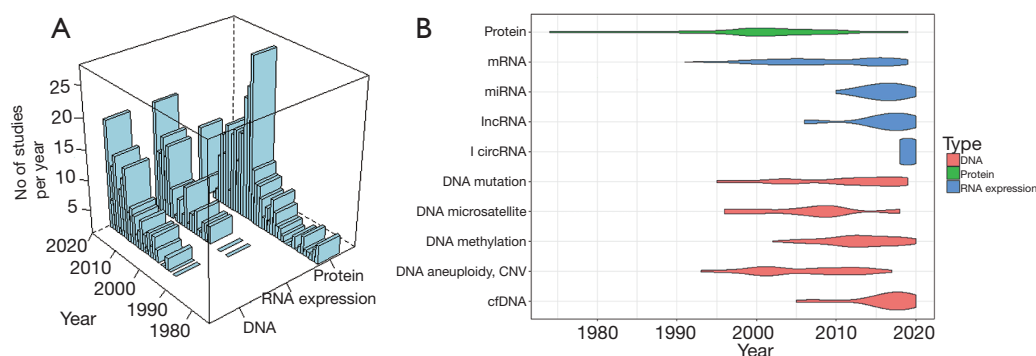 A
No of studies
per year
25
20
15
10
5
2020
2010
2000
1990
1980
Year
DNA
RNA expression
Protein
B
Protein
mRNA
miRNA
lncRNA
l circRNA
DNA mutation
DNA microsatellite
DNA methylation
DNA aneuploidy, CNV
cfDNA
1980
1990
2000
2010
2020
Year
Type
DNA
Protein
RNA expression